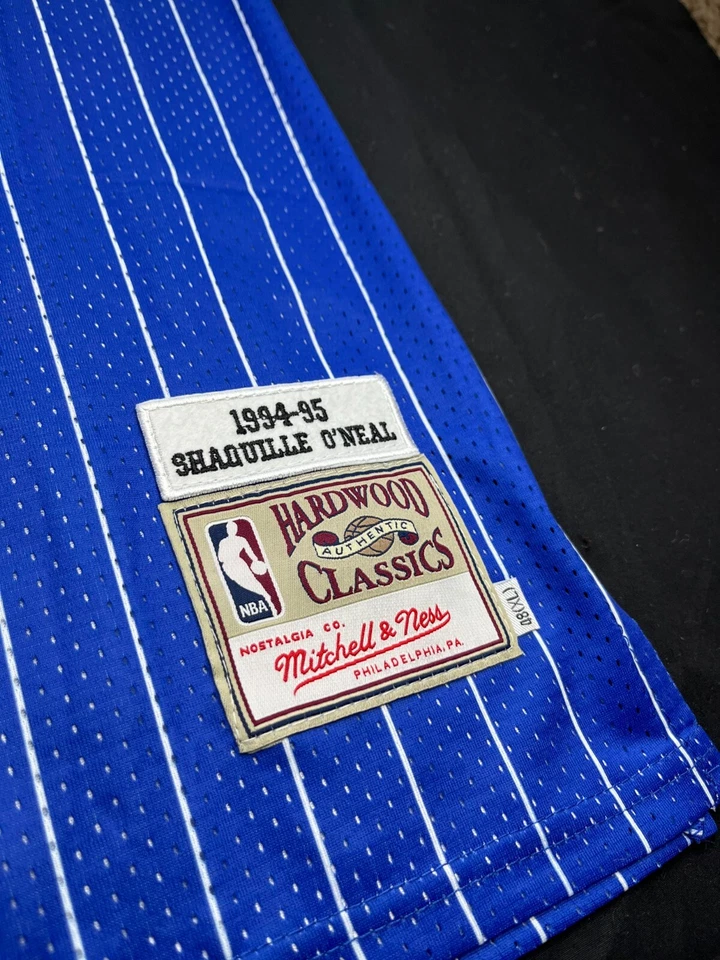 1994-95
SHAQUILLE O'NEAL
HARDWOOD
AUTHENTIC
CLASSICS
NBA
NOSTALGIA CO.
Mitchell & Ness
PHILADELPHIA, PA.
48(XL)